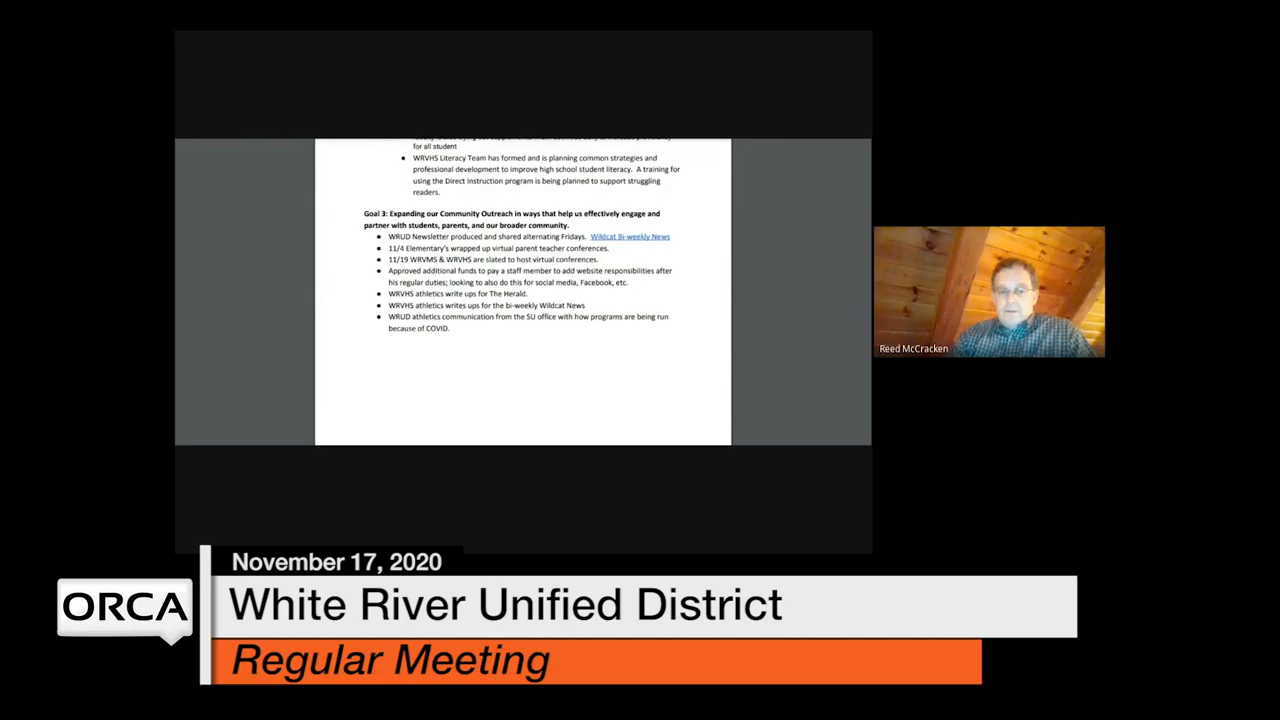 for all student
● WRVHS Literacy Team has formed and is planning common strategies and
professional development to improve high school student literacy. A training for
using the Direct Instruction program is being planned to support struggling
readers.
Goal 3: Expanding our Community Outreach in ways that help us effectively engage and
partner with students, parents, and our broader community.
● WRUD Newsletter produced and shared alternating Fridays. Wildcat Bi-weekly News
● 11/4 Elementary's wrapped up virtual parent teacher conferences.
● 11/19 WRVMS & WRVHS are slated to host virtual conferences.
● Approved additional funds to pay a staff member to add website responsibilities after
his regular duties; looking to also do this for social media, Facebook, etc.
● WRVHS athletics write ups for The Herald.
● WRVHS athletics writes ups for the bi-weekly Wildcat News
● WRUD athletics communication from the SU office with how programs are being run
because of COVID.
Reed McCracken
November 17, 2020
ORCA
White River Unified District
Regular Meeting